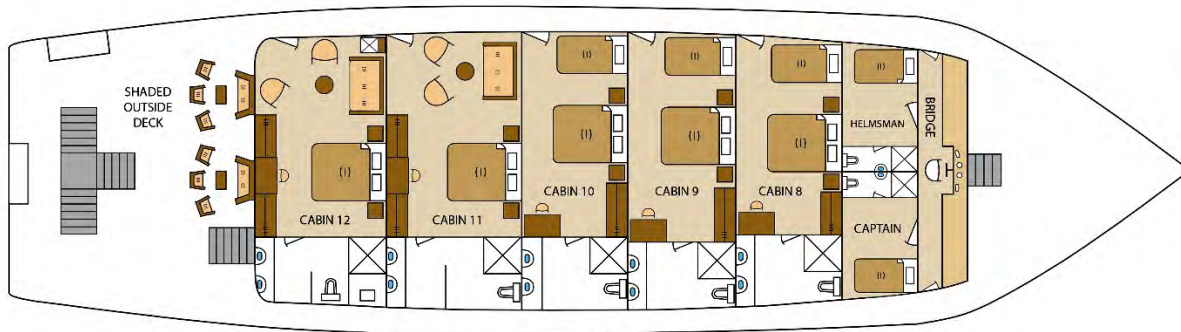 SHADED
OUTSIDE
DECK
CABIN 12
CABIN 11
CABIN 10
CABIN 9
CABIN 8
HELMSMAN
CAPTAIN
BRIDGE